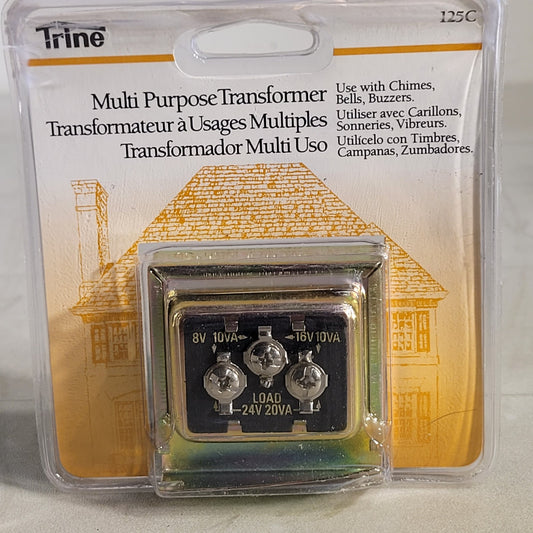 Trine
125C
Multi Purpose Transformer
Transformateur à Usages Multiples
Transformador Multi Uso
Use with Chimes,
Bells, Buzzers.
Utiliser avec Carillons,
Sonneries, Vibreurs.
Utilícelo con Timbres,
Campanas, Zumbadores.
8V 10VA
16V 10VA
LOAD
24V 20VA